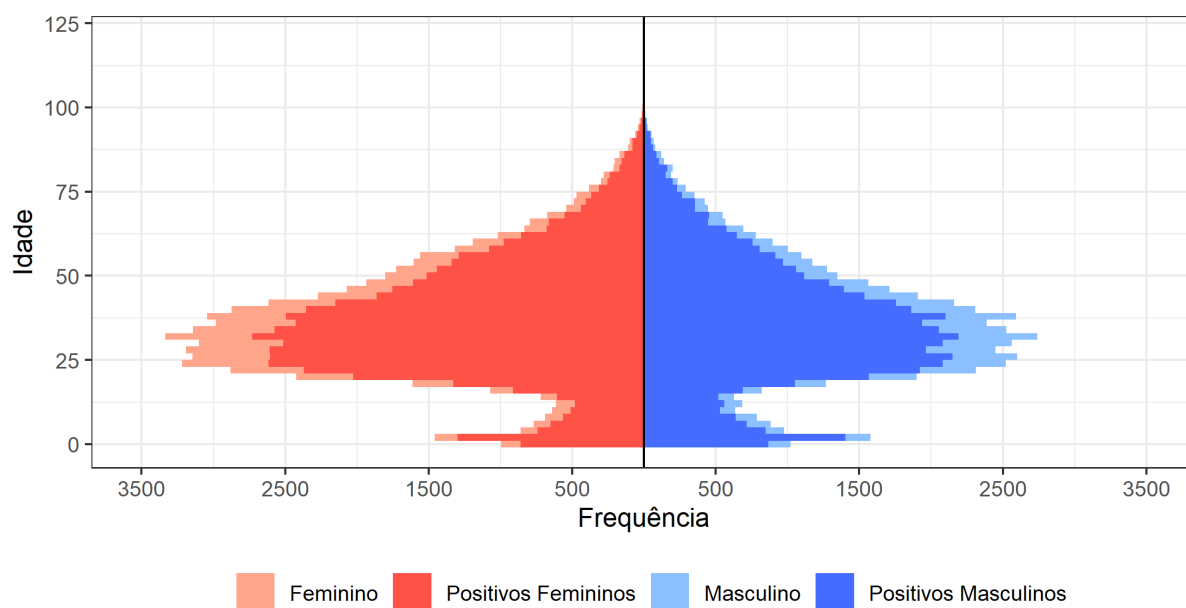 125
100
75
50
25
0
Idade
3500 2500 1500 500 500 1500 2500 3500
Frequência
Feminino Positivos Femininos Masculino Positivos Masculinos